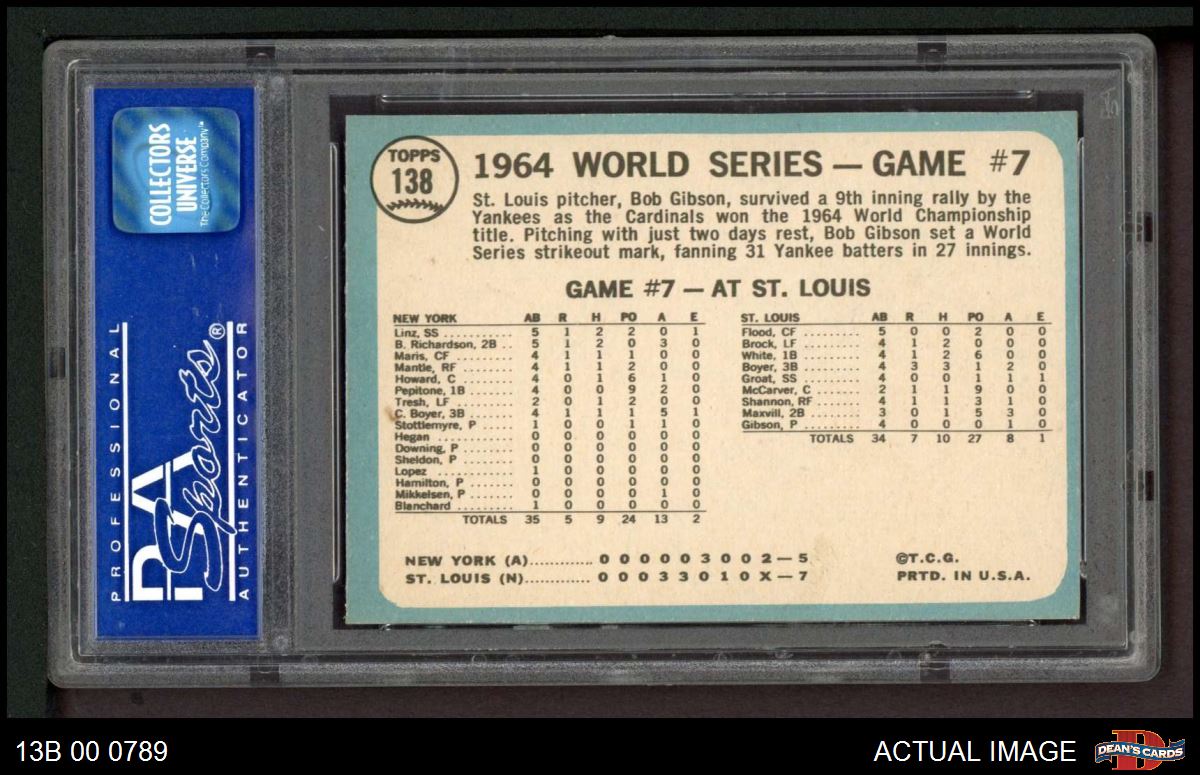 COLLECTORS
UNIVERSE
The Collectors Company™
PROFESSIONAL
PSA
Sports®
AUTHENTICATOR
TOPPS
138
1964 WORLD SERIES — GAME #7
St. Louis pitcher, Bob Gibson, survived a 9th inning rally by the
Yankees as the Cardinals won the 1964 World Championship
title. Pitching with just two days rest, Bob Gibson set a World
Series strikeout mark, fanning 31 Yankee batters in 27 innings.
GAME #7 — AT ST. LOUIS
NEW YORK AB R H PO A E
Linz, SS ........ 5 1 2 2 0 1
B. Richardson, 2B .. 5 1 2 0 3 0
Maris, CF ........ 4 1 1 1 0 0
Mantle, RF ....... 4 1 1 2 0 0
Howard, C ....... 4 0 1 6 1 0
Pepitone, 1B ..... 4 0 0 9 2 0
Tresh, LF ........ 2 0 1 2 0 0
C. Boyer, 3B ..... 4 1 1 1 5 1
Stottlemyre, P .... 1 0 0 1 1 0
Hegan .......... 0 0 0 0 0 0
Downing, P ...... 0 0 0 0 0 0
Sheldon, P ....... 0 0 0 0 0 0
Lopez .......... 1 0 0 0 0 0
Hamilton, P ...... 0 0 0 0 0 0
Mikkelsen, P ..... 0 0 0 0 1 0
Blanchard ....... 1 0 0 0 0 0
TOTALS 35 5 9 24 13 2
ST. LOUIS AB R H PO A E
Flood, CF ........ 5 0 0 2 0 0
Brock, LF ........ 4 1 2 0 0 0
White, 1B ........ 4 1 2 6 0 0
Boyer, 3B ........ 4 3 3 1 2 0
Groat, SS ........ 4 0 0 1 1 1
McCarver, C ..... 2 1 1 9 0 0
Shannon, RF ..... 4 1 1 3 1 0
Maxvill, 2B ....... 3 0 1 5 3 0
Gibson, P ........ 4 0 0 0 1 0
TOTALS 34 7 10 27 8 1
NEW YORK (A)............ 0 0 0 0 0 3 0 0 2 — 5
ST. LOUIS (N)............ 0 0 0 3 3 0 1 0 X — 7
©T.C.G.
PRTD. IN U.S.A.
13B 00 0789
ACTUAL IMAGE
DEAN'S CARDS